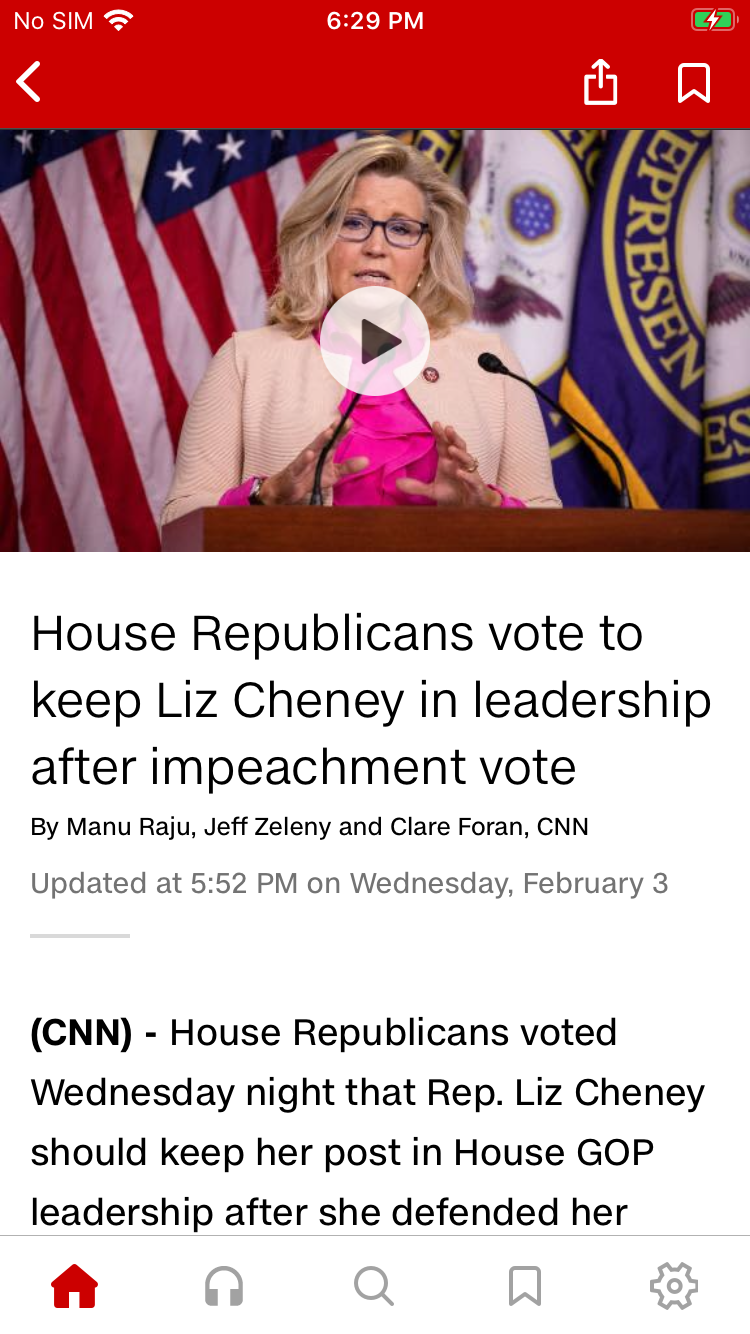 No SIM 6:29 PM
EPRESEN
ES
House Republicans vote to
keep Liz Cheney in leadership
after impeachment vote
By Manu Raju, Jeff Zeleny and Clare Foran, CNN
Updated at 5:52 PM on Wednesday, February 3
(CNN) - House Republicans voted
Wednesday night that Rep. Liz Cheney
should keep her post in House GOP
leadership after she defended her